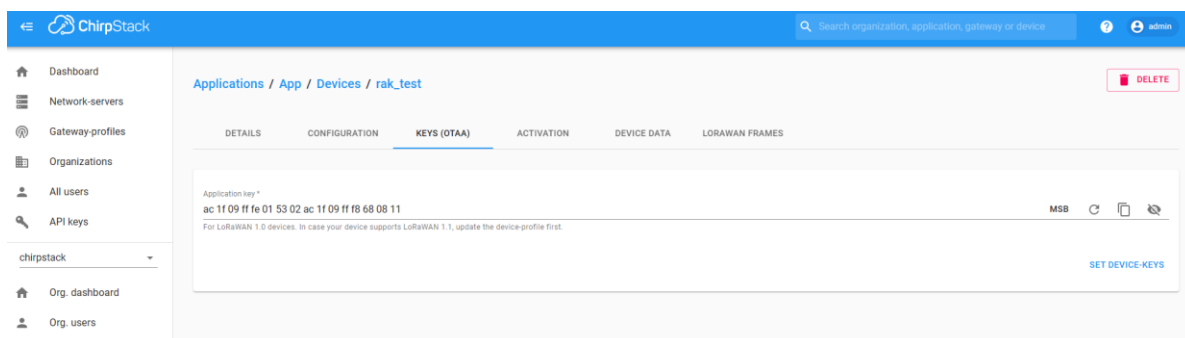 ChirpStack
Search organization, application, gateway or device
? admin
Dashboard
Network-servers
Gateway-profiles
Organizations
All users
API keys
chirpstack
Org. dashboard
Org. users
Applications / App / Devices / rak_test
DELETE
DETAILS CONFIGURATION KEYS (OTAA) ACTIVATION DEVICE DATA LORAWAN FRAMES
Application key *
ac 1f 09 ff fe 01 53 02 ac 1f 09 ff f8 68 08 11 MSB
For LoRaWAN 1.0 devices. In case your device supports LoRaWAN 1.1, update the device-profile first.
SET DEVICE-KEYS